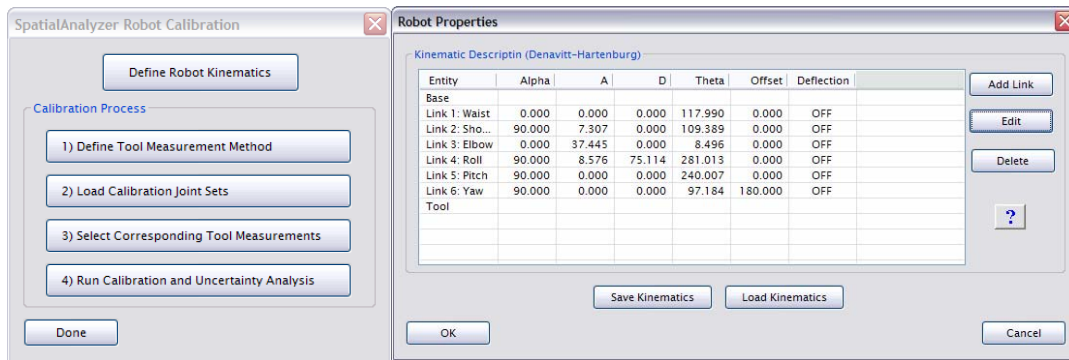 SpatialAnalyzer Robot Calibration
Define Robot Kinematics
Calibration Process
1) Define Tool Measurement Method
2) Load Calibration Joint Sets
3) Select Corresponding Tool Measurements
4) Run Calibration and Uncertainty Analysis
Done
Robot Properties
Kinematic Descriptin (Denavitt-Hartenburg)
Entity Alpha A D Theta Offset Deflection
Base
Link 1: Waist 0.000 0.000 0.000 117.990 0.000 OFF
Link 2: Sho... 90.000 7.307 0.000 109.389 0.000 OFF
Link 3: Elbow 0.000 37.445 0.000 8.496 0.000 OFF
Link 4: Roll 90.000 8.576 75.114 281.013 0.000 OFF
Link 5: Pitch 90.000 0.000 0.000 240.007 0.000 OFF
Link 6: Yaw 90.000 0.000 0.000 97.184 180.000 OFF
Tool
Add Link
Edit
Delete
?
Save Kinematics Load Kinematics
OK Cancel